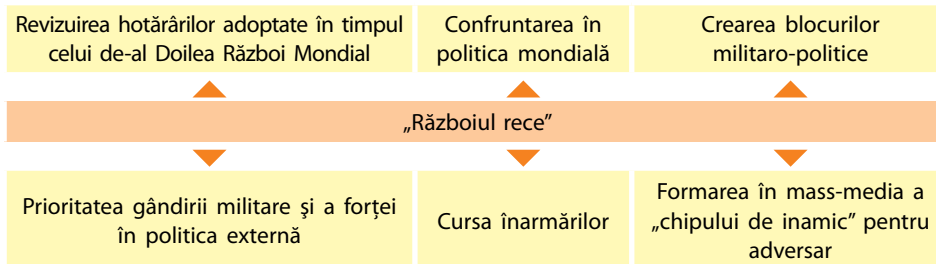 Revizuirea hotărârilor adoptate în timpul
celui de-al Doilea Război Mondial
Confruntarea în
politica mondială
Crearea blocurilor
militaro-politice
„Războiul rece”
Prioritatea gândirii militare şi a forţei
în politica externă
Cursa înarmărilor
Formarea în mass-media a
„chipului de inamic” pentru
adversar